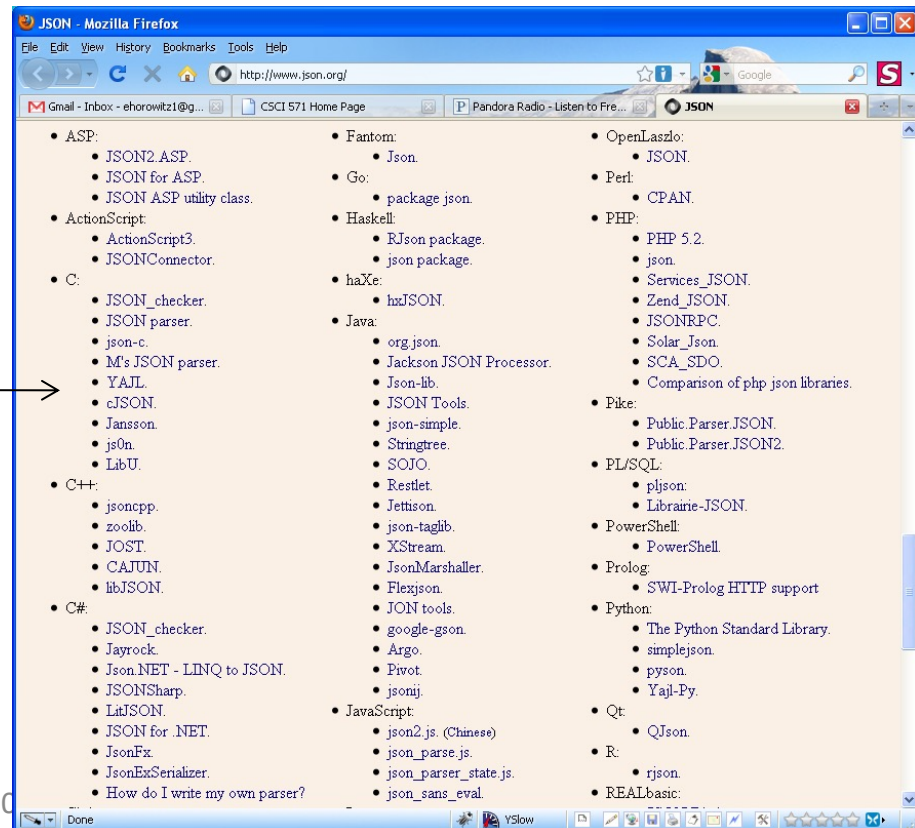 JSON - Mozilla Firefox
File Edit View History Bookmarks Tools Help
http://www.json.org/
Google
Gmail - Inbox - ehorowitz1@g...
CSCI 571 Home Page
Pandora Radio - Listen to Fre...
JSON
ASP:
JSON2.ASP.
JSON for ASP.
JSON ASP utility class.
ActionScript:
ActionScript3.
JSONConnector.
C:
JSON_checker.
JSON parser.
json-c.
M's JSON parser.
YAJL.
cJSON.
Jansson.
js0n.
LibU.
C++:
jsoncpp.
zoolib.
JOST.
CAJUN.
libJSON.
C#:
JSON_checker.
Jayrock.
Json.NET - LINQ to JSON.
JSONSharp.
LitJSON.
JSON for .NET.
JsonFx.
JsonExSerializer.
How do I write my own parser?
Fantom:
Json.
Go:
package json.
Haskell:
RJson package.
json package.
haXe:
hxJSON.
Java:
org.json.
Jackson JSON Processor.
Json-lib.
JSON Tools.
json-simple.
Stringtree.
SOJO.
Restlet.
Jettison.
json-taglib.
XStream.
JsonMarshaller.
Flexjson.
JON tools.
google-gson.
Argo.
Pivot.
jsonij.
JavaScript:
json2.js. (Chinese)
json_parse.js.
json_parser_state.js.
json_sans_eval.
OpenLaszlo:
JSON.
Perl:
CPAN.
PHP:
PHP 5.2.
json.
Services_JSON.
Zend_JSON.
JSONRPC.
Solar_Json.
SCA_SDO.
Comparison of php json libraries.
Pike:
Public.Parser.JSON.
Public.Parser.JSON2.
PL/SQL:
pljson:
Librairie-JSON.
PowerShell:
PowerShell.
Prolog:
SWI-Prolog HTTP support
Python:
The Python Standard Library.
simplejson.
pyson.
Yajl-Py.
Qt:
QJson.
R:
rjson.
REALbasic:
Done
YSlow